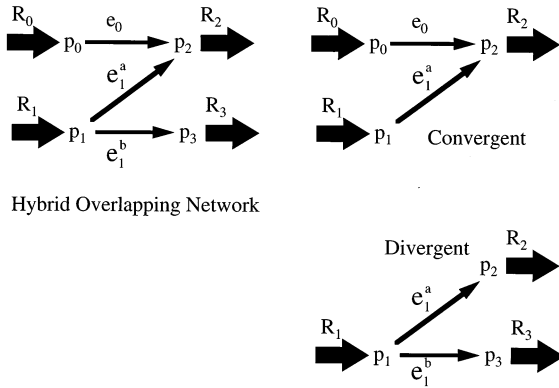 R0 e0 R2
p0 p2
e1a
R1 R3
p1 p3
e1b
Hybrid Overlapping Network
R0 e0 R2
p0 p2
e1a
R1
p1
Convergent
Divergent R2
p2
e1a
R1 R3
p1 p3
e1b